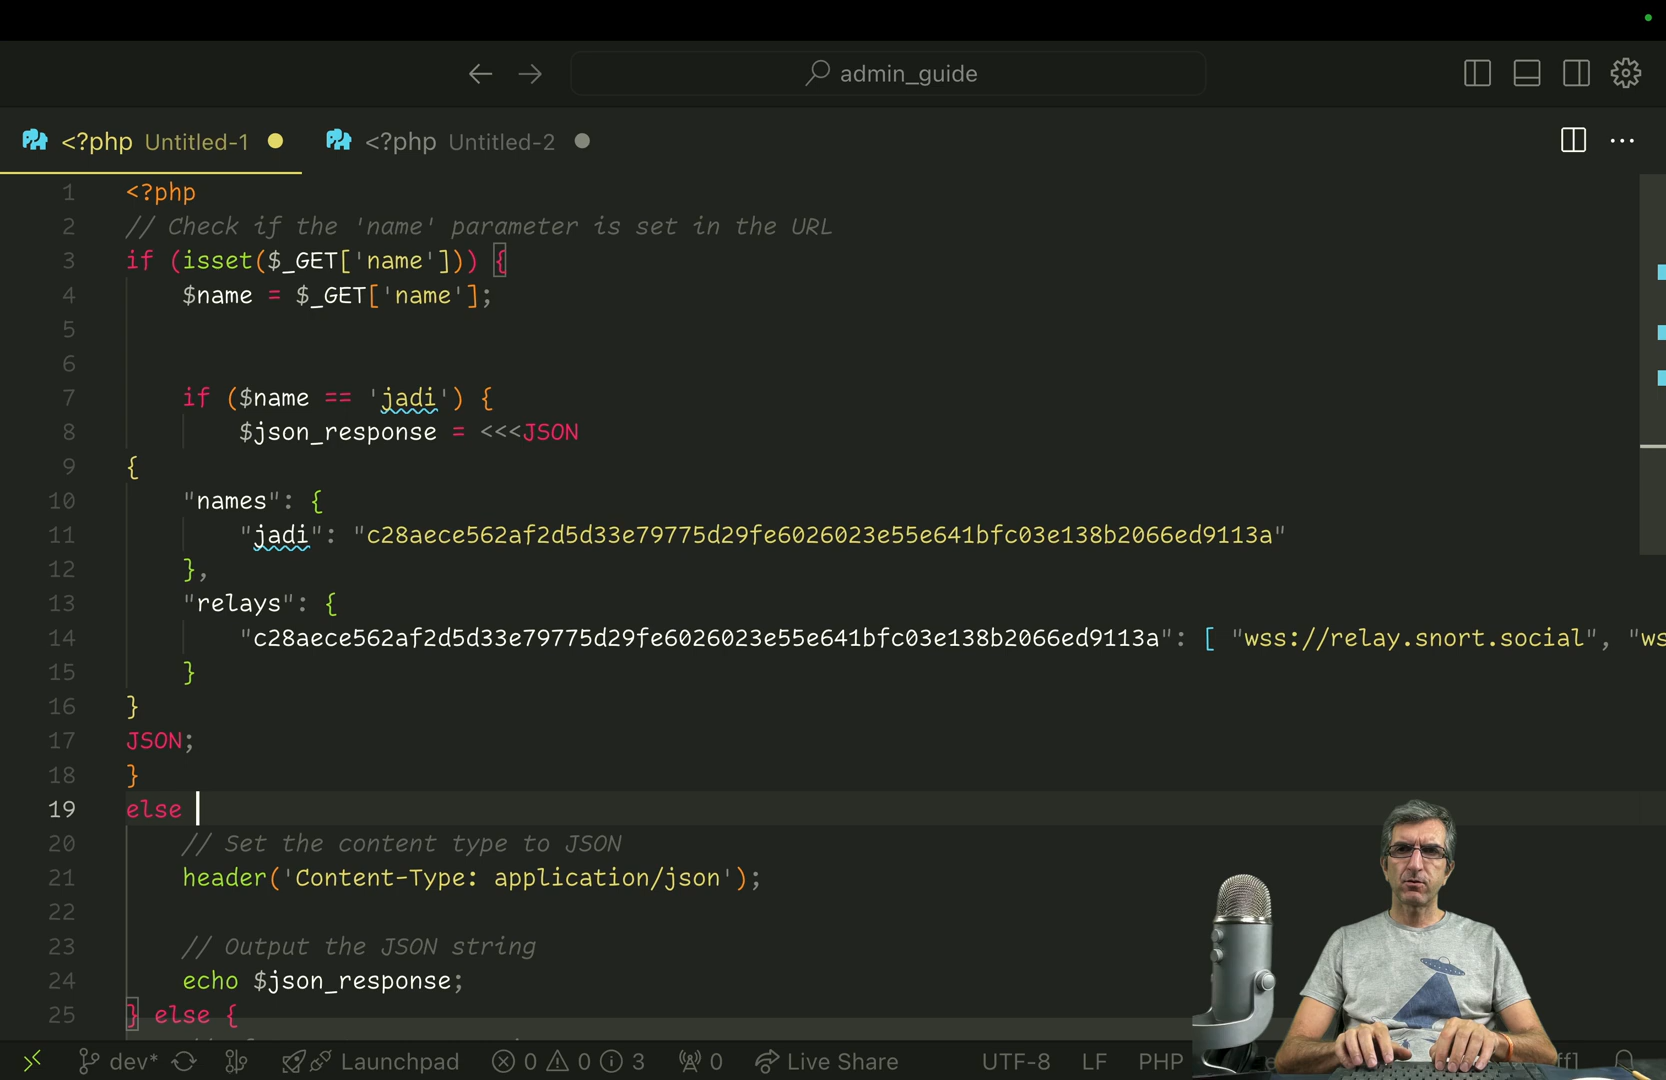 admin_guide
<?php Untitled-1 <?php Untitled-2
1 <?php
2 // Check if the 'name' parameter is set in the URL
3 if (isset($_GET['name'])) {
4 $name = $_GET['name'];
5
6
7 if ($name == 'jadi') {
8 $json_response = <<<JSON
9 {
10 "names": {
11 "jadi": "c28aece562af2d5d33e79775d29fe6026023e55e641bfc03e138b2066ed9113a"
12 },
13 "relays": {
14 "c28aece562af2d5d33e79775d29fe6026023e55e641bfc03e138b2066ed9113a": [ "wss://relay.snort.social", "ws
15 }
16 }
17 JSON;
18 }
19 else
20 // Set the content type to JSON
21 header('Content-Type: application/json');
22
23 // Output the JSON string
24 echo $json_response;
25 } else {
dev* Launchpad 0 0 3 0 Live Share UTF-8 LF PHP